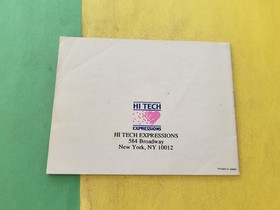 HI TECH
EXPRESSIONS
HI TECH EXPRESSIONS
584 Broadway
New York, NY 10012